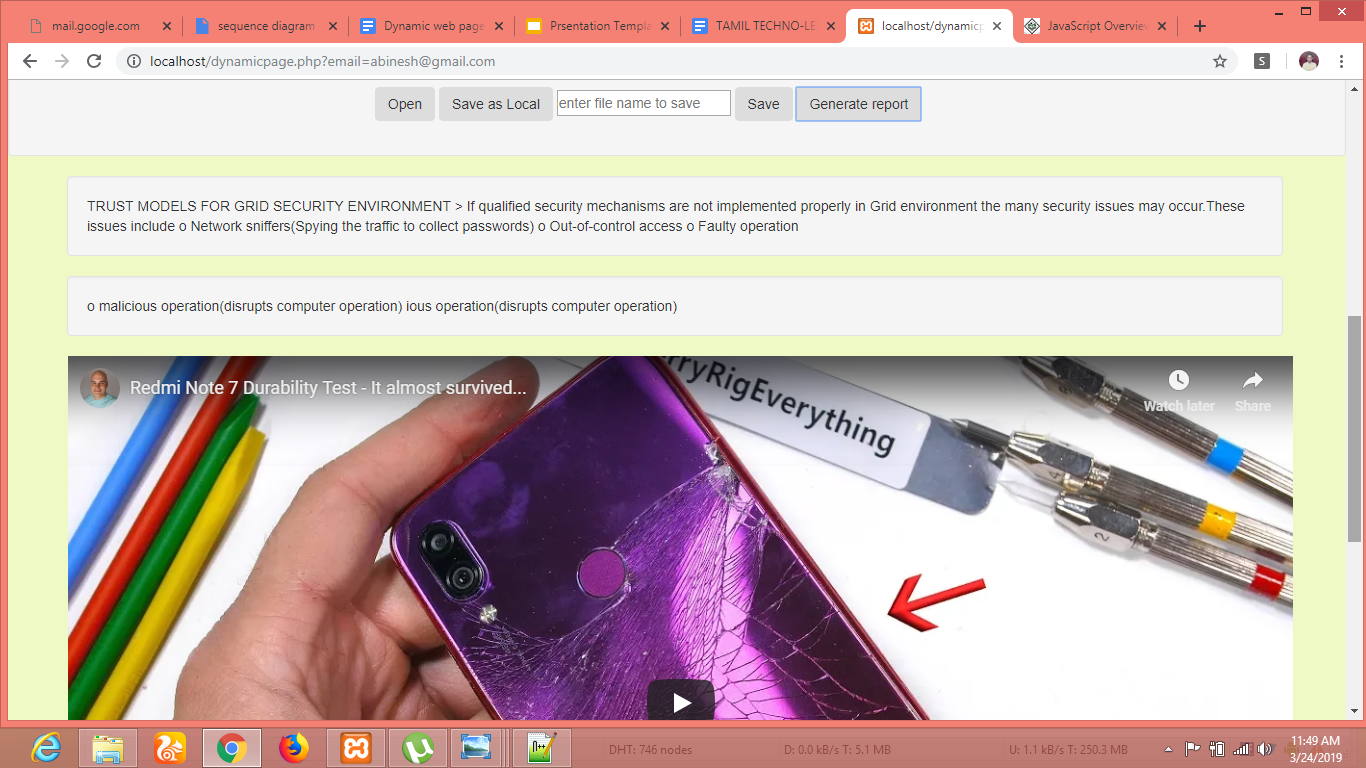 mail.google.com
sequence diagram
Dynamic web page
Prsentation Templa
TAMIL TECHNO-LE
localhost/dynamicp
JavaScript Overview
localhost/dynamicpage.php?email=abinesh@gmail.com
S
Open
Save as Local
enter file name to save
Save
Generate report
TRUST MODELS FOR GRID SECURITY ENVIRONMENT > If qualified security mechanisms are not implemented properly in Grid environment the many security issues may occur.These
issues include o Network sniffers(Spying the traffic to collect passwords) o Out-of-control access o Faulty operation
o malicious operation(disrupts computer operation) ious operation(disrupts computer operation)
Redmi Note 7 Durability Test - It almost survived...
Watch later
Share
rryRigEverything
4
2
DHT: 746 nodes
D: 0.0 kB/s T: 5.1 MB
U: 1.1 kB/s T: 250.3 MB
11:49 AM
3/24/2019